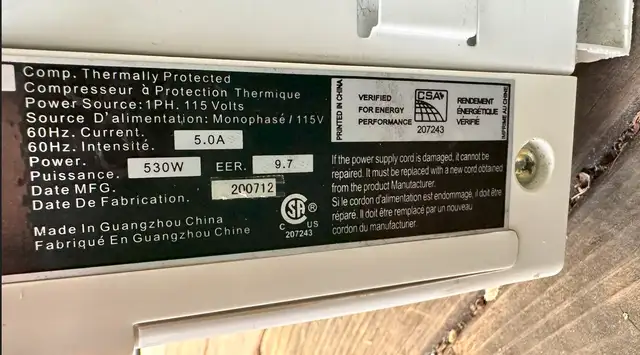 Comp. Thermally Protected
Compresseur à Protection Thermique
Power Source:1PH. 115 Volts
Source D'alimentation: Monophasé / 115V
60Hz. Current.
60Hz. Intensité.
5.0A
Power.
Puissance.
530W
EER.
9.7
Date MFG.
Date De Fabrication.
200712
Made In Guangzhou China
Fabriqué En Guangzhou Chine
SA ®
C US
207243
PRINTED IN CHINA
VERIFIED
FOR ENERGY
PERFORMANCE
CSA
207243
RENDEMENT
ÉNERGÉTIQUE
VÉRIFIÉ
IMPRIMÉ AU CHINE
If the power supply cord is damaged, it cannot be
repaired. It must be replaced with a new cord obtained
from the product Manufacturer.
Si le cordon d'alimentation est endommagé, il doit être
réparé. Il doit être remplacé par un nouveau
cordon du manufacturier.